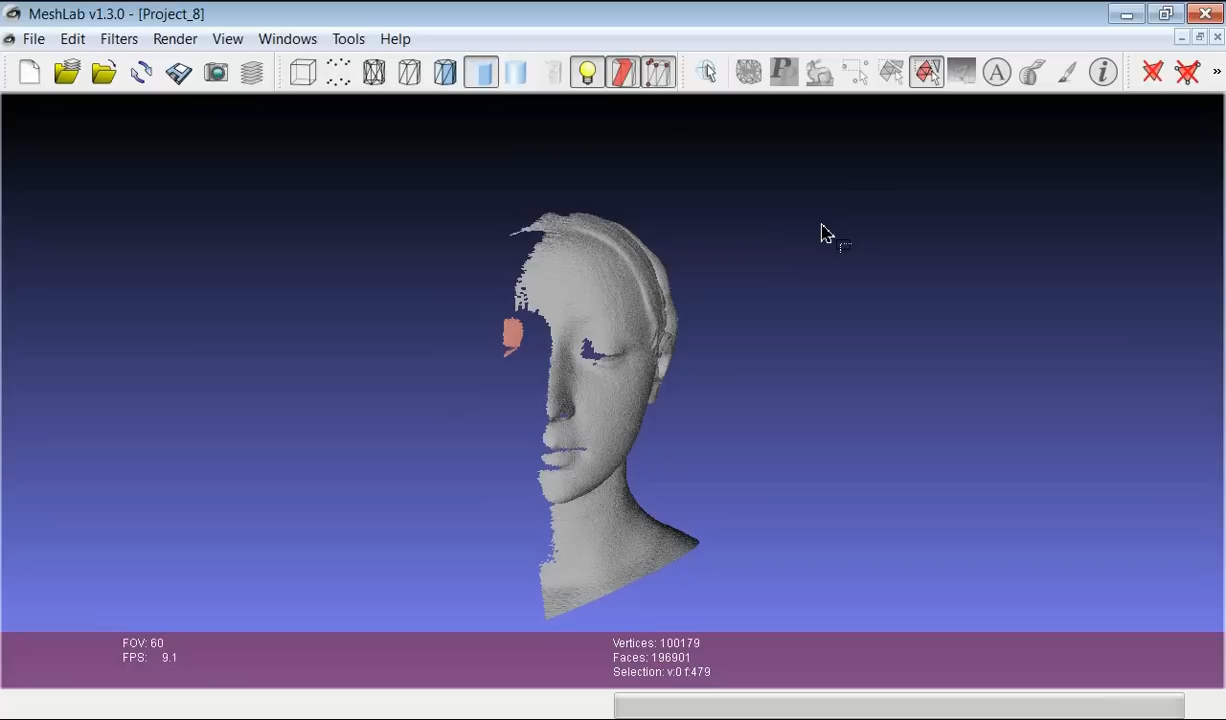 MeshLab v1.3.0 - [Project_8]
File Edit Filters Render View Windows Tools Help
P A i »
FOV: 60
FPS: 9.1
Vertices: 100179
Faces: 196901
Selection: v:0 f:479